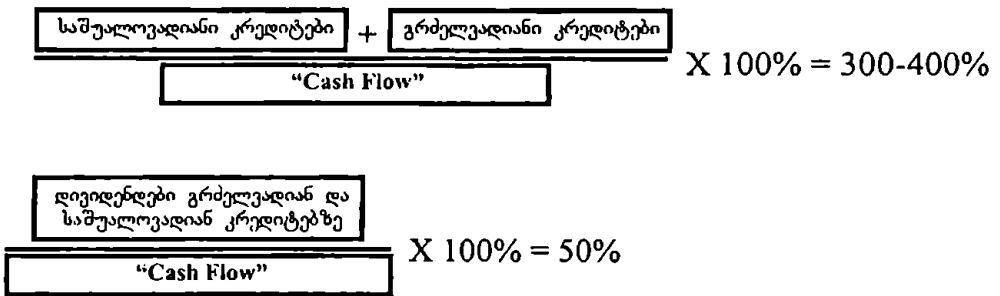 საშუალოვადიანი კრედიტები + გრძელვადიანი კრედიტები
“Cash Flow”
X 100% = 300-400%
დივიდენდები გრძელვადიან და
საშუალოვადიან კრედიტებზე
“Cash Flow”
X 100% = 50%